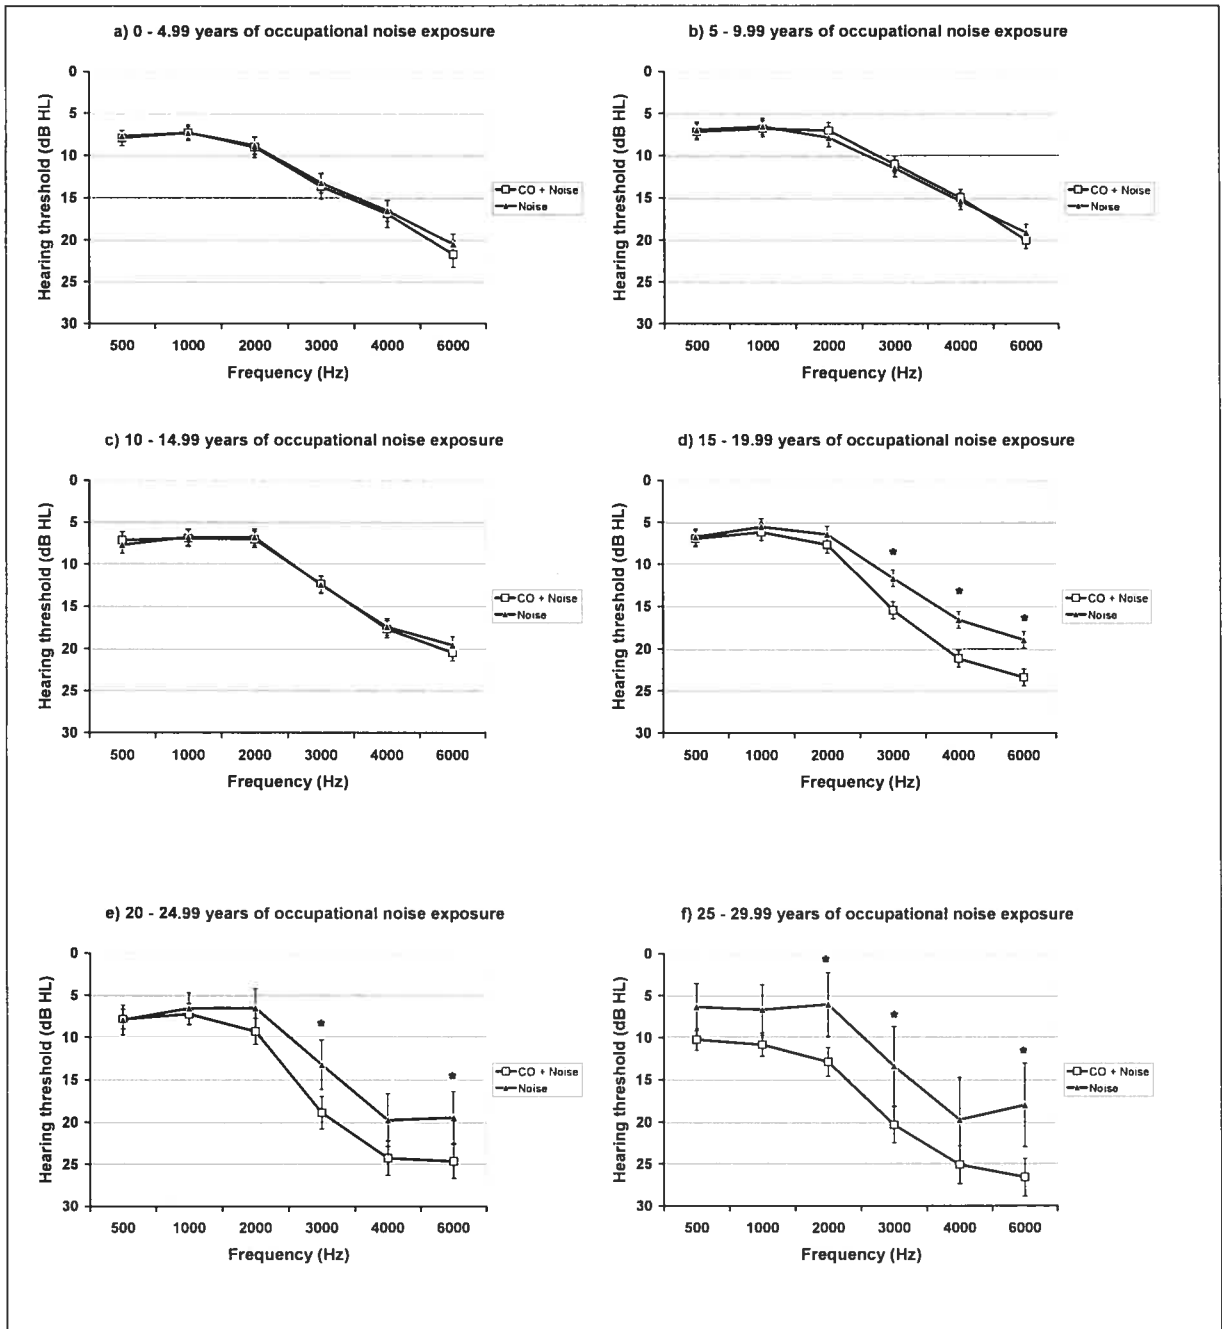 a) 0 - 4.99 years of occupational noise exposure
0
5
10
15
20
25
30
Hearing threshold (dB HL)
500 1000 2000 3000 4000 6000
Frequency (Hz)
CO + Noise
Noise
b) 5 - 9.99 years of occupational noise exposure
0
5
10
15
20
25
30
Hearing threshold (dB HL)
500 1000 2000 3000 4000 6000
Frequency (Hz)
CO + Noise
Noise
c) 10 - 14.99 years of occupational noise exposure
0
5
10
15
20
25
30
Hearing threshold (dB HL)
500 1000 2000 3000 4000 6000
Frequency (Hz)
CO + Noise
Noise
d) 15 - 19.99 years of occupational noise exposure
0
5
10
15
20
25
30
Hearing threshold (dB HL)
500 1000 2000 3000 4000 6000
Frequency (Hz)
* * *
CO + Noise
Noise
e) 20 - 24.99 years of occupational noise exposure
0
5
10
15
20
25
30
Hearing threshold (dB HL)
500 1000 2000 3000 4000 6000
Frequency (Hz)
* *
CO + Noise
Noise
f) 25 - 29.99 years of occupational noise exposure
0
5
10
15
20
25
30
Hearing threshold (dB HL)
500 1000 2000 3000 4000 6000
Frequency (Hz)
* * *
CO + Noise
Noise